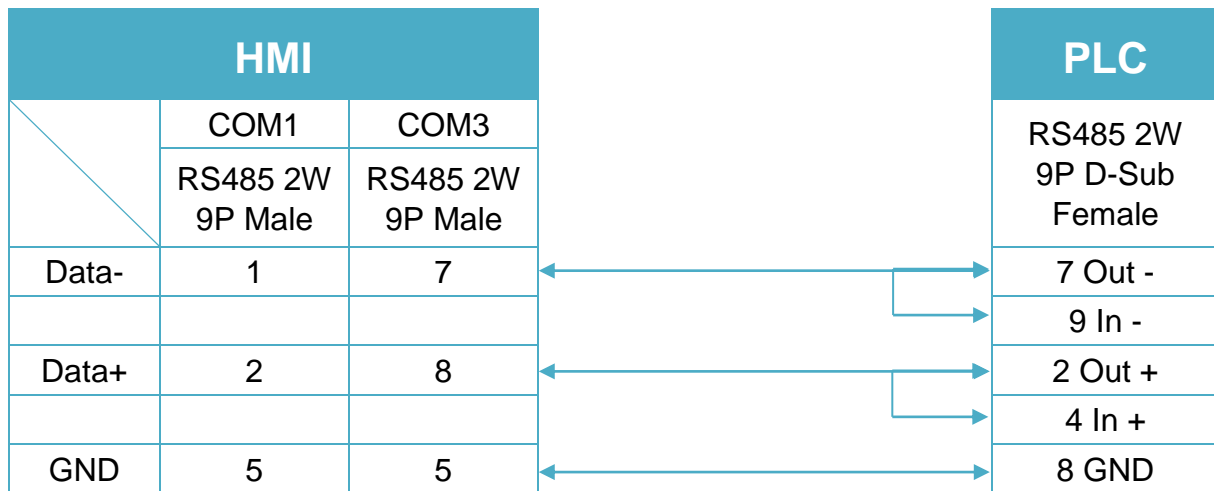 HMI PLC
COM1 COM3
RS485 2W
9P D-Sub
Female
RS485 2W RS485 2W
9P Male 9P Male
Data- 1 7 7 Out -
9 In -
Data+ 2 8 2 Out +
4 In +
GND 5 5 8 GND